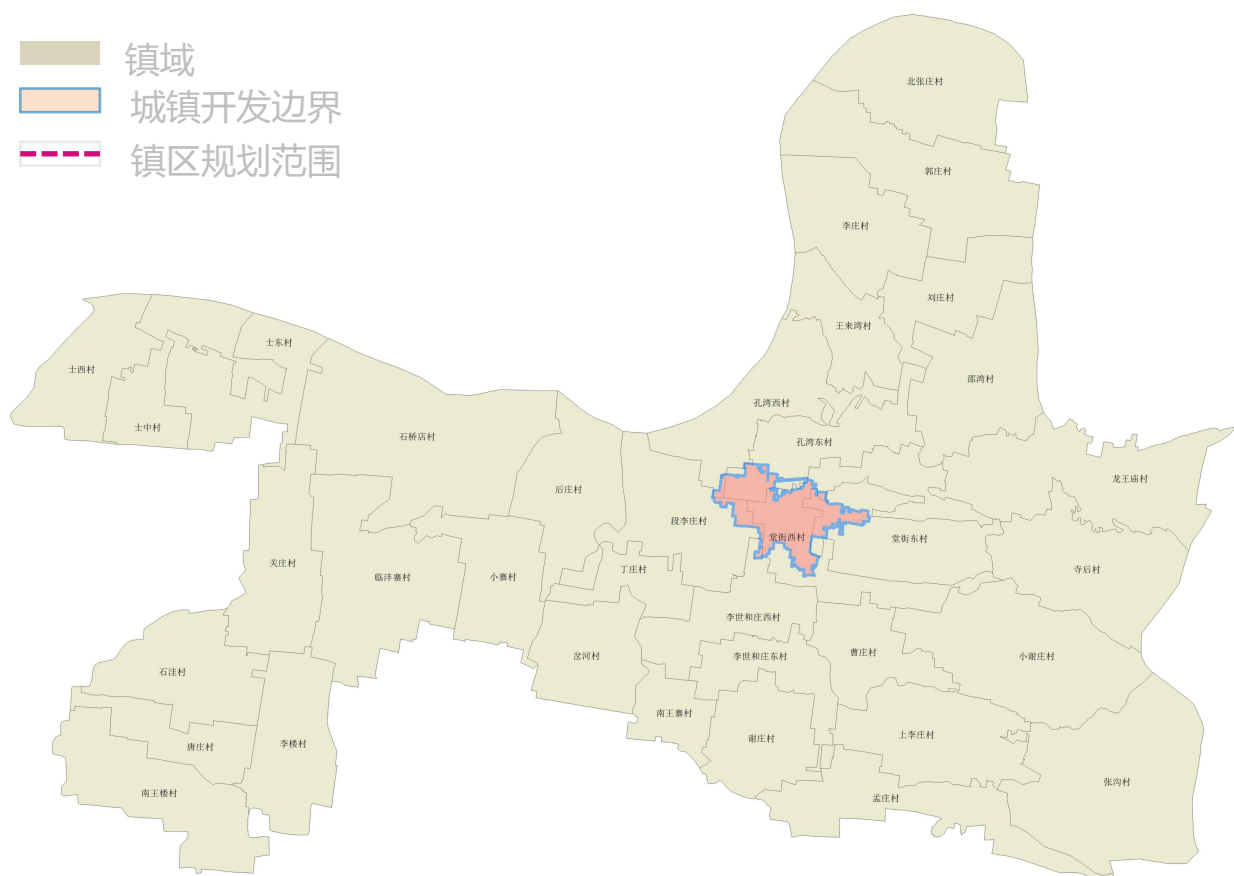 镇域
城镇开发边界
镇区规划范围
北张庄村
郭庄村
李庄村
刘庄村
王来湾村
士东村
士西村
邵湾村
孔湾西村
士中村
石桥店村
孔湾东村
龙王庙村
后庄村
段李庄村
堂街西村
堂街东村
关庄村
临沣寨村
小寨村
丁庄村
寺后村
李世和庄西村
岔河村
李世和庄东村
曹庄村
小谢庄村
石洼村
南王寨村
唐庄村
李楼村
谢庄村
上李庄村
张沟村
南王楼村
孟庄村